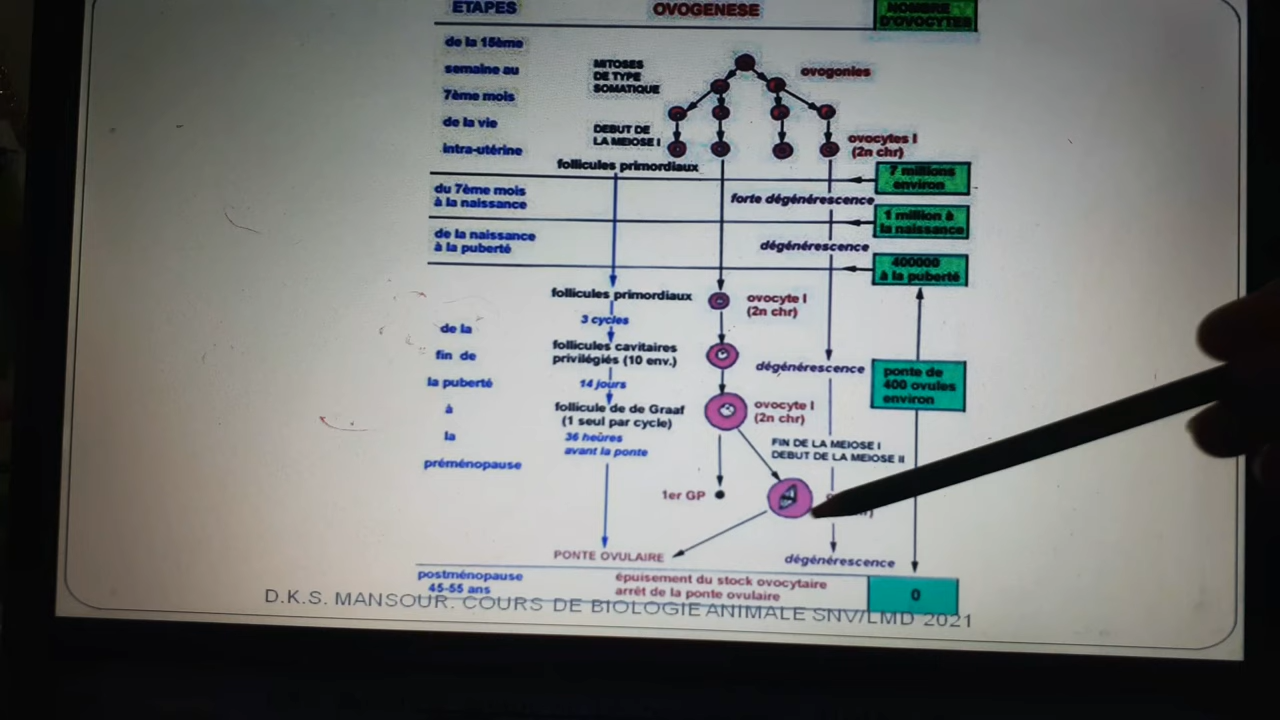 ETAPES
OVOGENESE
NOMBRE
D'OVOCYTES
de la 15ème
semaine au
7ème mois
de la vie
intra-utérine
MITOSES
DE TYPE
SOMATIQUE
ovogonies
DEBUT DE
LA MEIOSE I
ovocytes I
(2n chr)
follicules primordiaux
7 millions
environ
du 7ème mois
à la naissance
forte dégénérescence
1 million à
la naissance
de la naissance
à la puberté
dégénérescence
400000
à la puberté
follicules primordiaux
ovocyte I
(2n chr)
3 cycles
de la
fin de
la puberté
à
la
préménopause
follicules cavitaires
privilégiés (10 env.)
dégénérescence
ponte de
400 ovules
environ
14 jours
follicule de de Graaf
(1 seul par cycle)
ovocyte I
(2n chr)
36 heures
avant la ponte
FIN DE LA MEIOSE I
DEBUT DE LA MEIOSE II
1er GP
PONTE OVULAIRE
dégénérescence
postménopause
45-55 ans
épuisement du stock ovocytaire
arrêt de la ponte ovulaire
0
D.K.S. MANSOUR. COURS DE BIOLOGIE ANIMALE SNV/LMD 2021